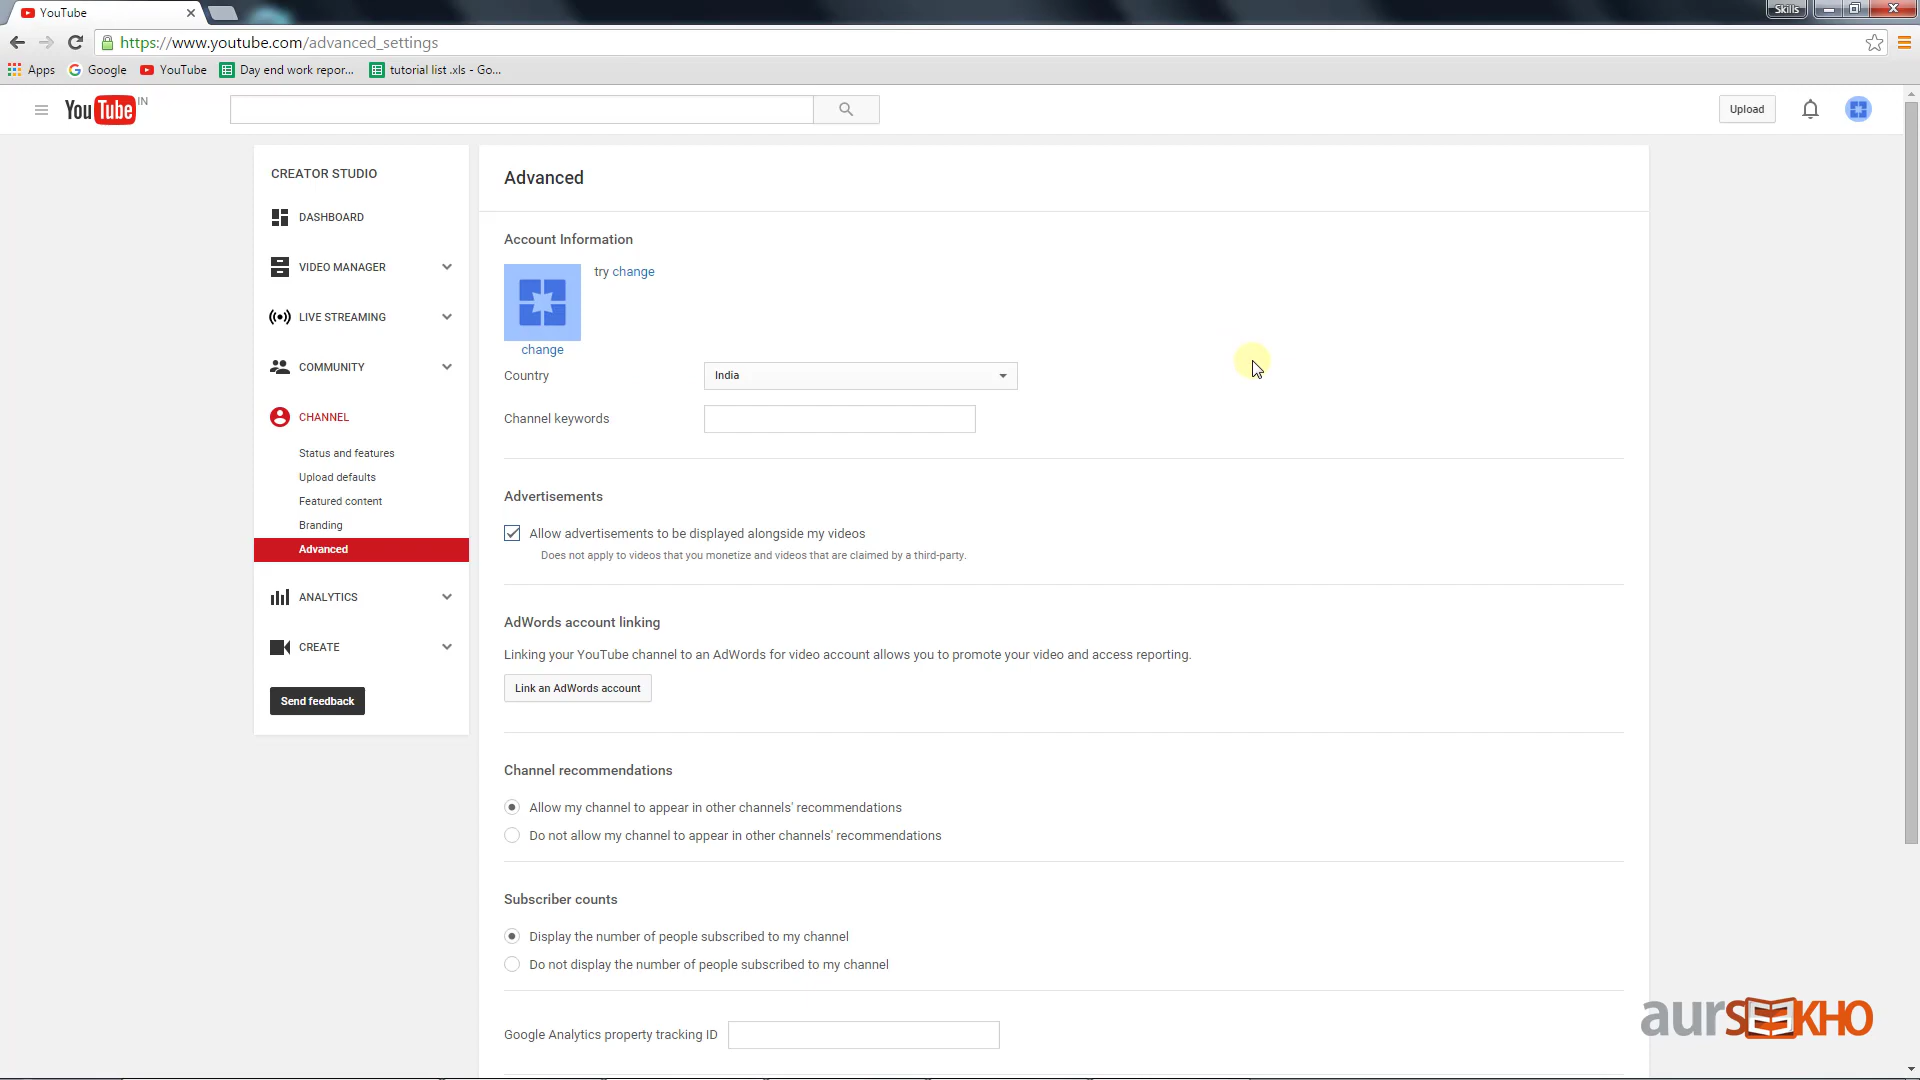 YouTube
Skills
https://www.youtube.com/advanced_settings
Apps
Google
YouTube
Day end work repor...
tutorial list .xls - Go...
YouTube IN
Upload
CREATOR STUDIO
DASHBOARD
VIDEO MANAGER
LIVE STREAMING
COMMUNITY
CHANNEL
Status and features
Upload defaults
Featured content
Branding
Advanced
ANALYTICS
CREATE
Send feedback
Advanced
Account Information
try change
change
Country
India
Channel keywords
Advertisements
Allow advertisements to be displayed alongside my videos
Does not apply to videos that you monetize and videos that are claimed by a third-party.
AdWords account linking
Linking your YouTube channel to an AdWords for video account allows you to promote your video and access reporting.
Link an AdWords account
Channel recommendations
Allow my channel to appear in other channels' recommendations
Do not allow my channel to appear in other channels' recommendations
Subscriber counts
Display the number of people subscribed to my channel
Do not display the number of people subscribed to my channel
Google Analytics property tracking ID
aurSEEKHO